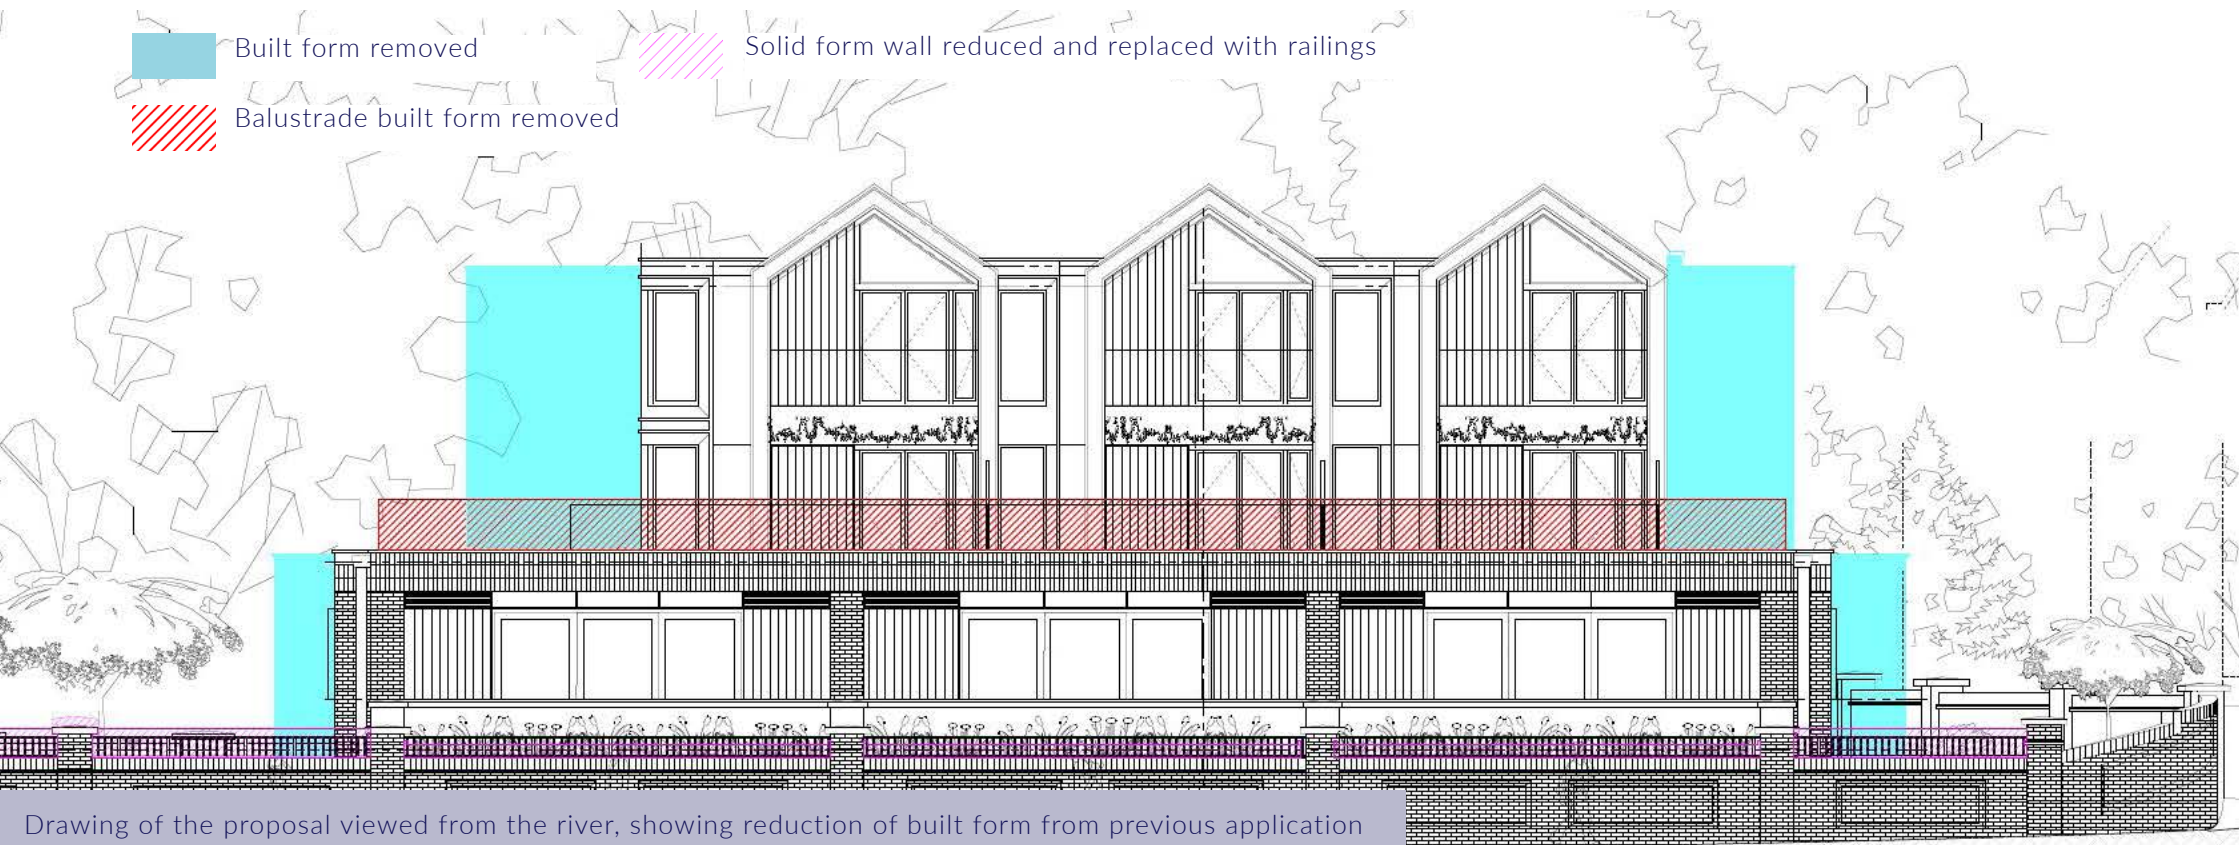 Built form removed
Solid form wall reduced and replaced with railings
Balustrade built form removed
Drawing of the proposal viewed from the river, showing reduction of built form from previous application